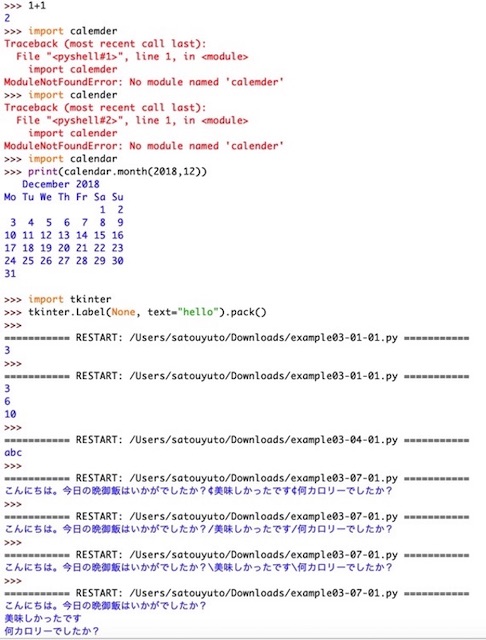 >>> 1+1
2
>>> import calemder
Traceback (most recent call last):
  File "<pyshell#1>", line 1, in <module>
    import calemder
ModuleNotFoundError: No module named 'calemder'
>>> import calender
Traceback (most recent call last):
  File "<pyshell#2>", line 1, in <module>
    import calender
ModuleNotFoundError: No module named 'calender'
>>> import calendar
>>> print(calendar.month(2018,12))
   December 2018
Mo Tu We Th Fr Sa Su
                1  2
 3  4  5  6  7  8  9
10 11 12 13 14 15 16
17 18 19 20 21 22 23
24 25 26 27 28 29 30
31
>>> import tkinter
>>> tkinter.Label(None, text="hello").pack()
>>>
=========== RESTART: /Users/satouyuto/Downloads/example03-01-01.py ===========
3
>>>
=========== RESTART: /Users/satouyuto/Downloads/example03-01-01.py ===========
3
6
10
>>>
=========== RESTART: /Users/satouyuto/Downloads/example03-04-01.py ===========
abc
>>>
=========== RESTART: /Users/satouyuto/Downloads/example03-07-01.py ===========
こんにちは。今日の晩御飯はいかがでしたか？¢美味しかったです¢何カロリーでしたか？
>>>
=========== RESTART: /Users/satouyuto/Downloads/example03-07-01.py ===========
こんにちは。今日の晩御飯はいかがでしたか？/美味しかったです/何カロリーでしたか？
>>>
=========== RESTART: /Users/satouyuto/Downloads/example03-07-01.py ===========
こんにちは。今日の晩御飯はいかがでしたか？\美味しかったです\何カロリーでしたか？
>>>
=========== RESTART: /Users/satouyuto/Downloads/example03-07-01.py ===========
こんにちは。今日の晩御飯はいかがでしたか？
美味しかったです
何カロリーでしたか？